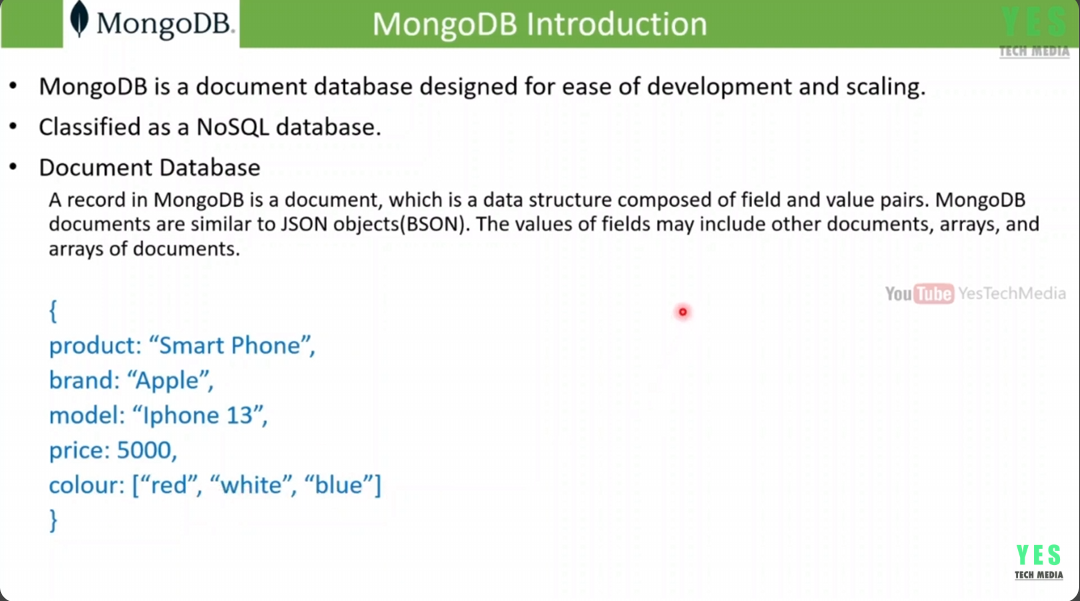 MongoDB.
MongoDB Introduction
YES
TECH MEDIA
• MongoDB is a document database designed for ease of development and scaling.
• Classified as a NoSQL database.
• Document Database
A record in MongoDB is a document, which is a data structure composed of field and value pairs. MongoDB
documents are similar to JSON objects(BSON). The values of fields may include other documents, arrays, and
arrays of documents.
YouTube YesTechMedia
{
product: “Smart Phone”,
brand: “Apple”,
model: “Iphone 13”,
price: 5000,
colour: [“red”, “white”, “blue”]
}
YES
TECH MEDIA